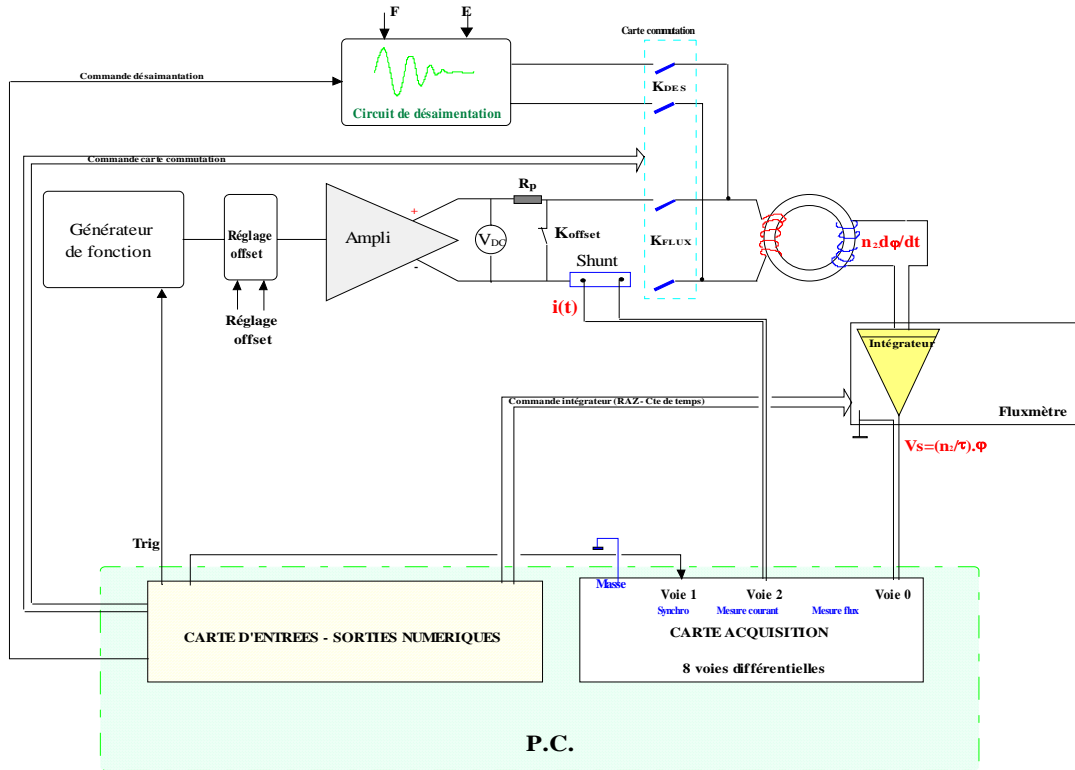 F
E
Carte commutation
Commande désaimantation
KDES
Circuit de désaimentation
Commande carte commutation
Rp
Générateur
de fonction
Réglage
offset
Ampli
+
-
VDC
Koffset
KFLUX
n2.dφ/dt
Shunt
i(t)
Réglage
offset
Intégrateur
Commande intégrateur (RAZ - Cte de temps)
Fluxmètre
Vs=(n2/τ).φ
Trig
Masse
Voie 1
Voie 2
Voie 0
Synchro
Mesure courant
Mesure flux
CARTE D'ENTREES - SORTIES NUMERIQUES
CARTE ACQUISITION
8 voies différentielles
P.C.